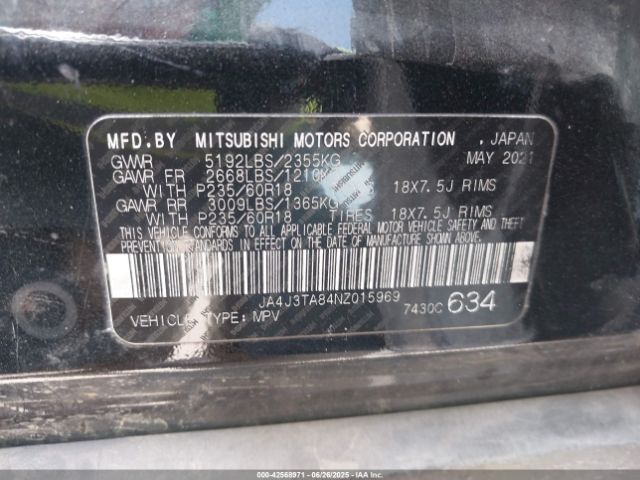 MFD.BY MITSUBISHI MOTORS CORPORATION , JAPAN
GVWR 5192LBS/2355KG MAY 2021
GAWR FR 2668LBS/1210KG
WITH P235/60R18 18X7.5J RIMS
GAWR RR 3009LBS/1365KG
WITH P235/60R18 TIRES 18X7.5J RIMS
THIS VEHICLE CONFORMS TO ALL APPLICABLE FEDERAL MOTOR VEHICLE SAFETY AND THEFT
PREVENTION STANDARDS IN EFFECT ON THE DATE OF MANUFACTURE SHOWN ABOVE.
JA4J3TA84NZ015969
VEHICLE TYPE: MPV 7430C 634
000-42568971 - 06/26/2025 - IAA Inc.